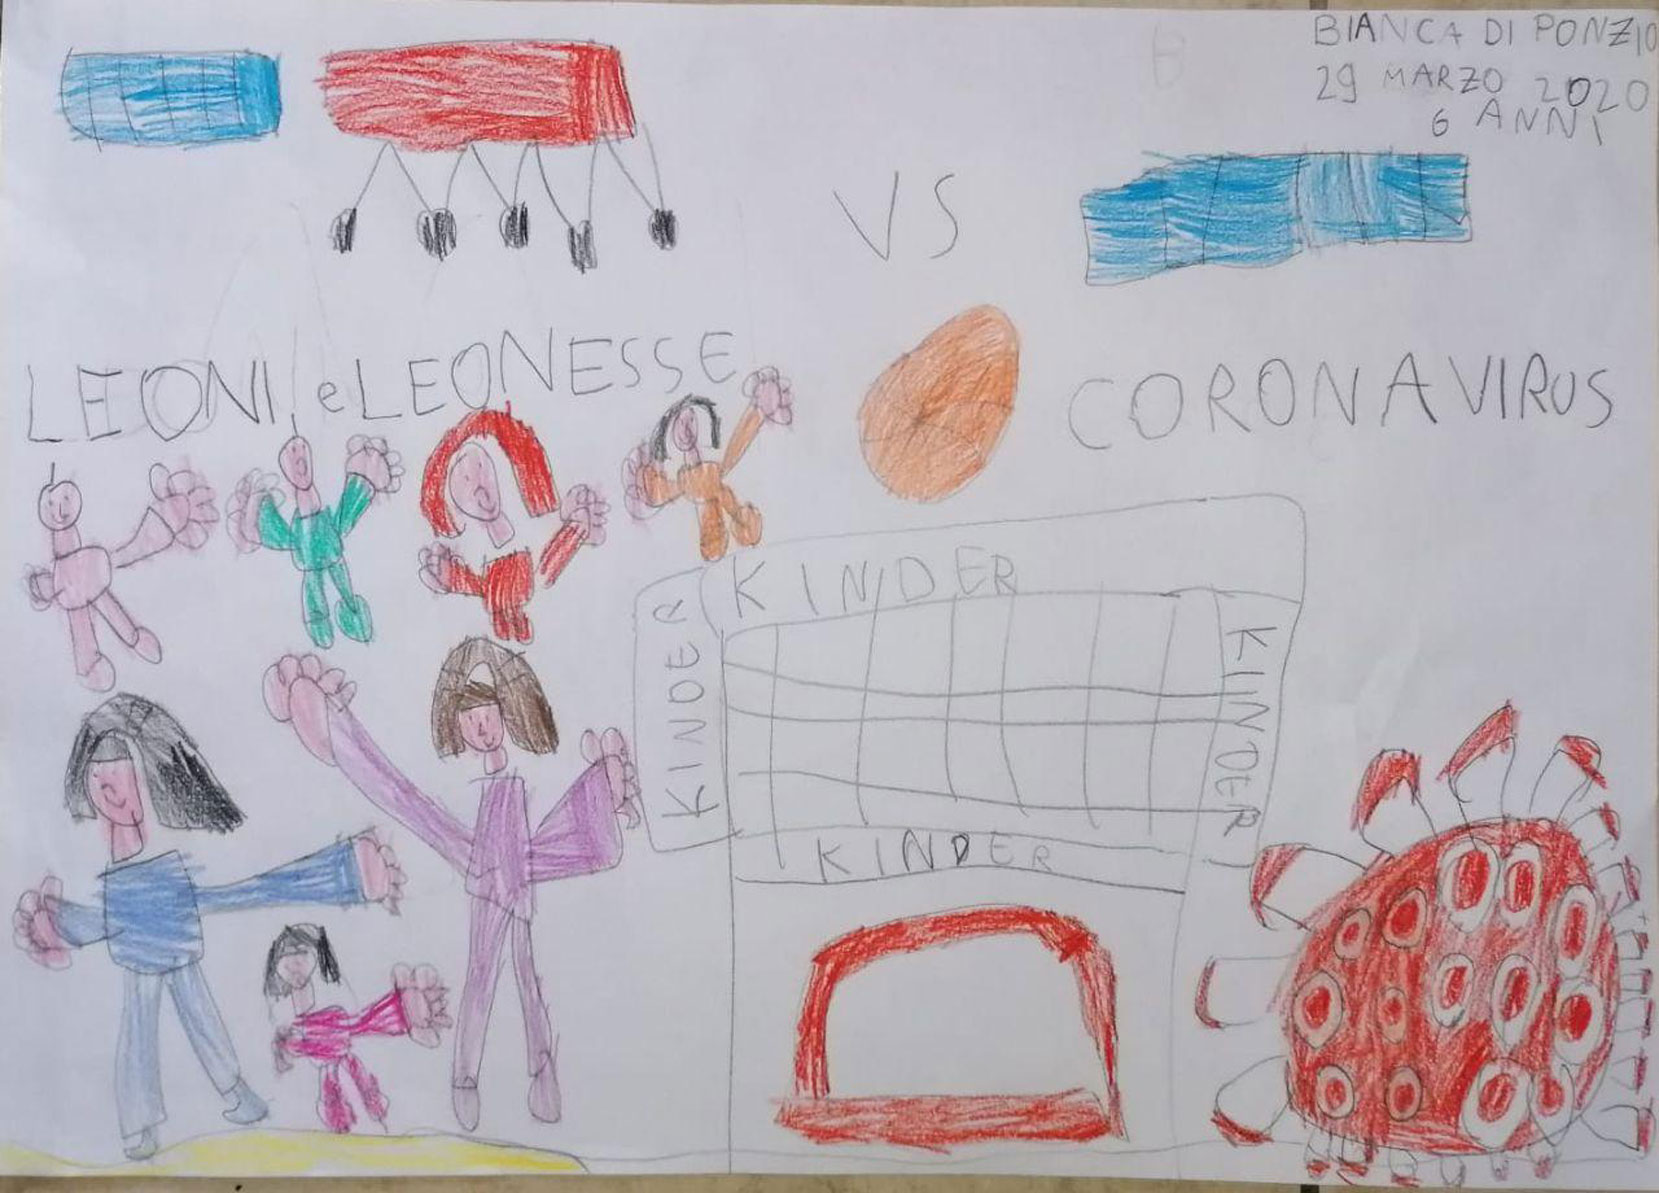 BIANCA DI PONZIO
29 MARZO 2020
6 ANNI
VS
LEONI e LEONESSE
CORONAVIRUS
KINDER
KINDER
KINDER
KINDER